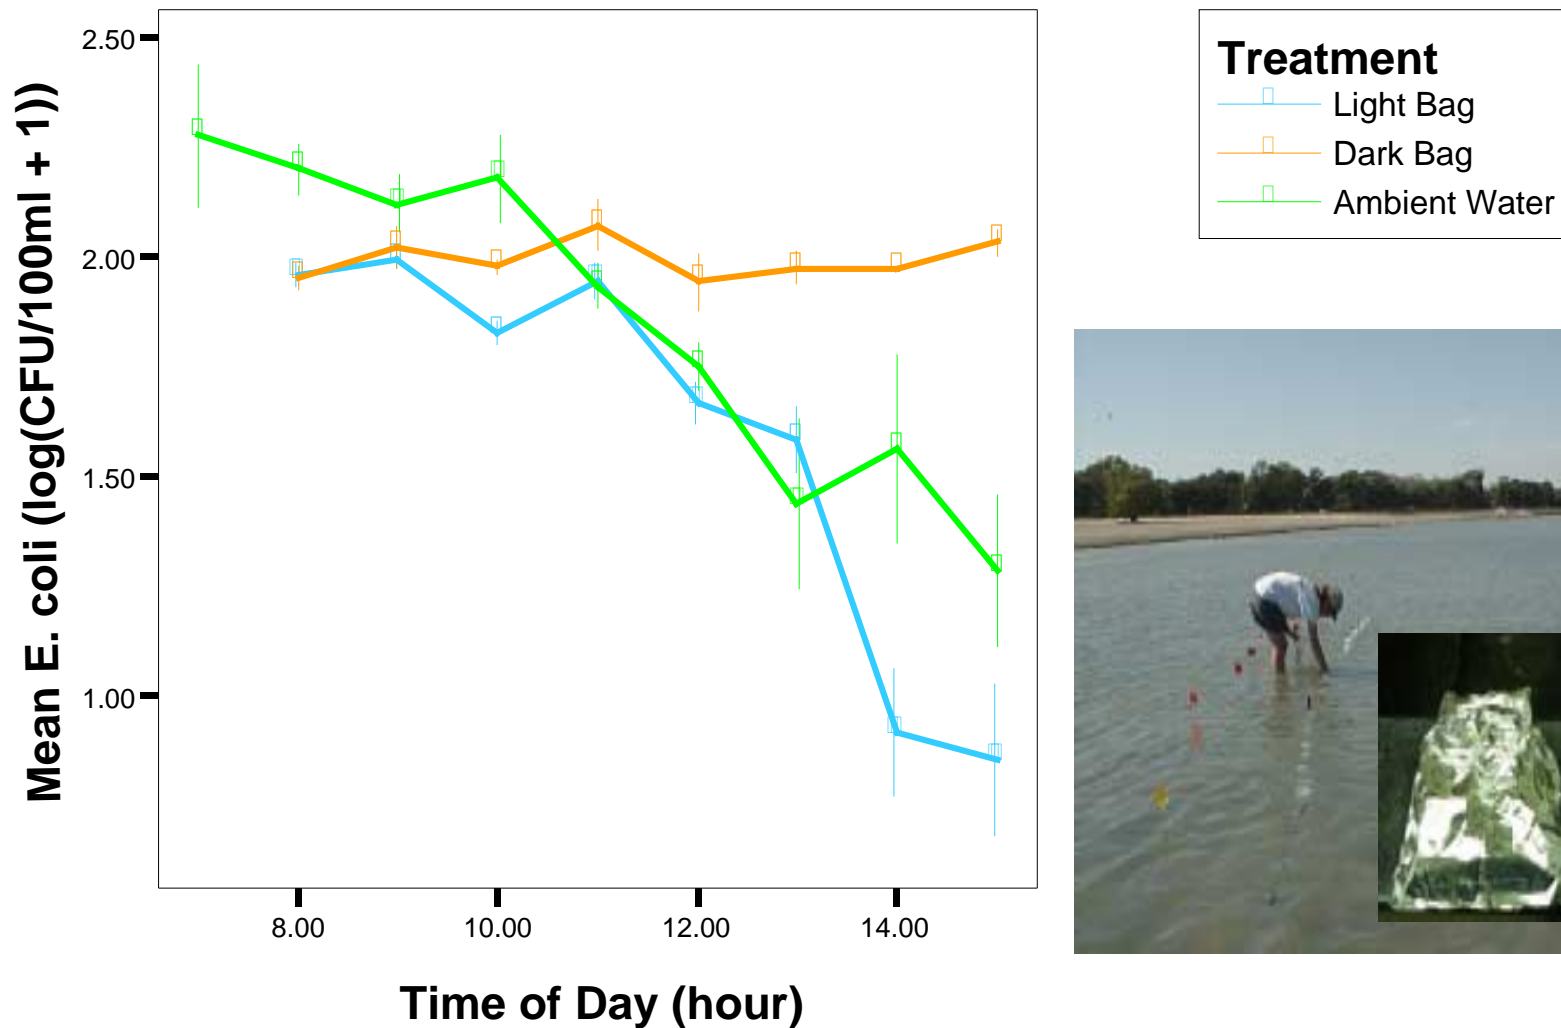 2.50
2.00
1.50
1.00
Mean E. coli (log(CFU/100ml + 1))
8.00 10.00 12.00 14.00
Time of Day (hour)
Treatment
Light Bag
Dark Bag
Ambient Water